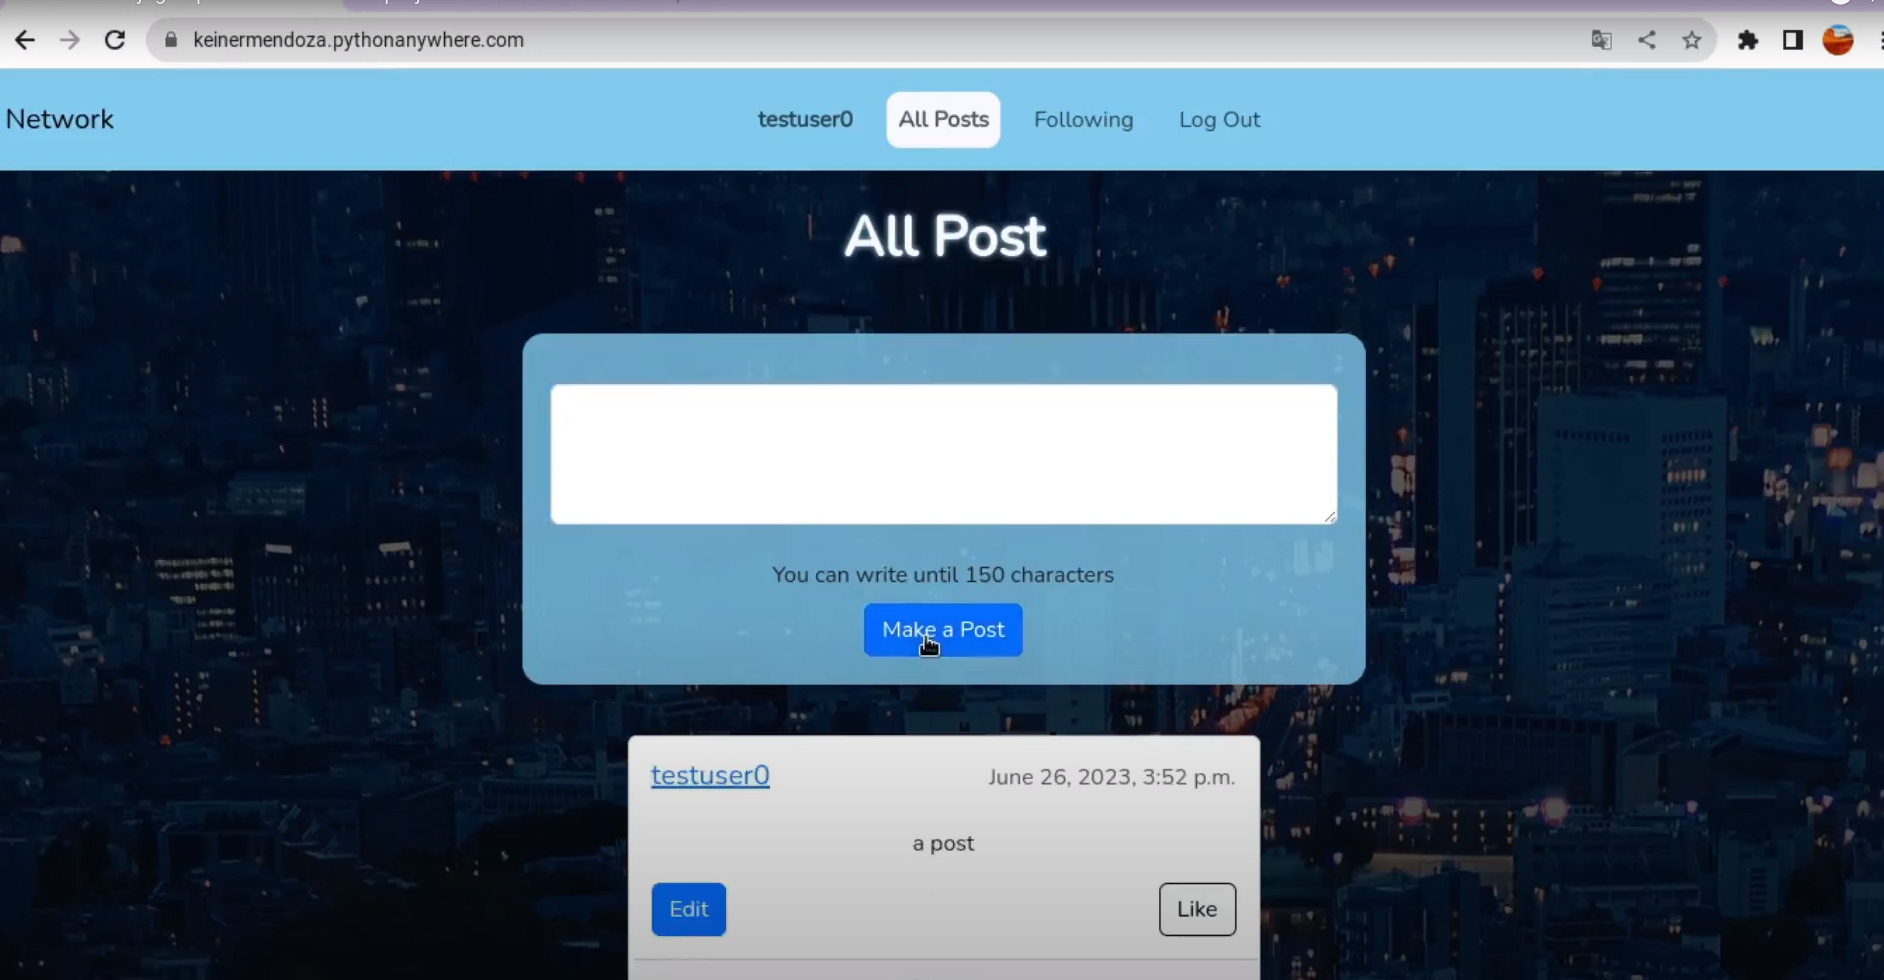 keinermendoza.pythonanywhere.com
Network
testuser0 All Posts Following Log Out
All Post
You can write until 150 characters
Make a Post
testuser0 June 26, 2023, 3:52 p.m.
a post
Edit Like